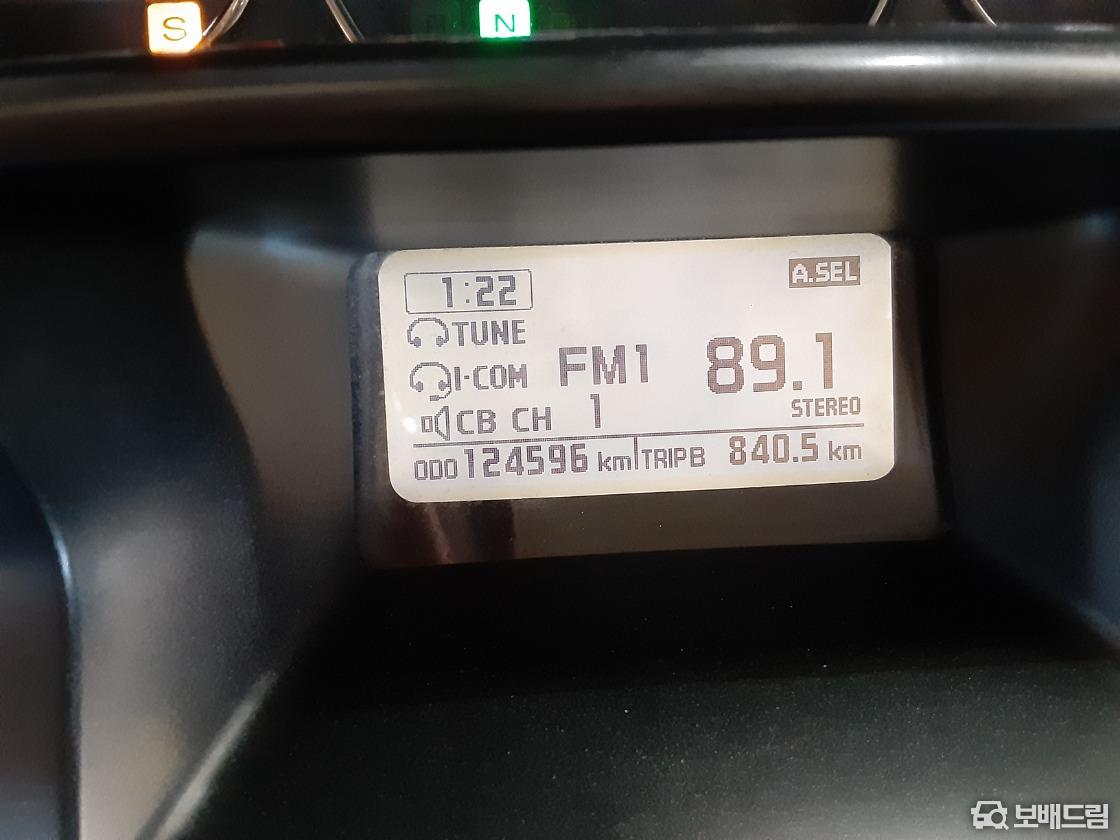 S
N
1:22
A.SEL
TUNE
I-COM FM1 89.1
STEREO
CB CH 1
ODO 124596 km TRIP B 840.5 km
보배드림